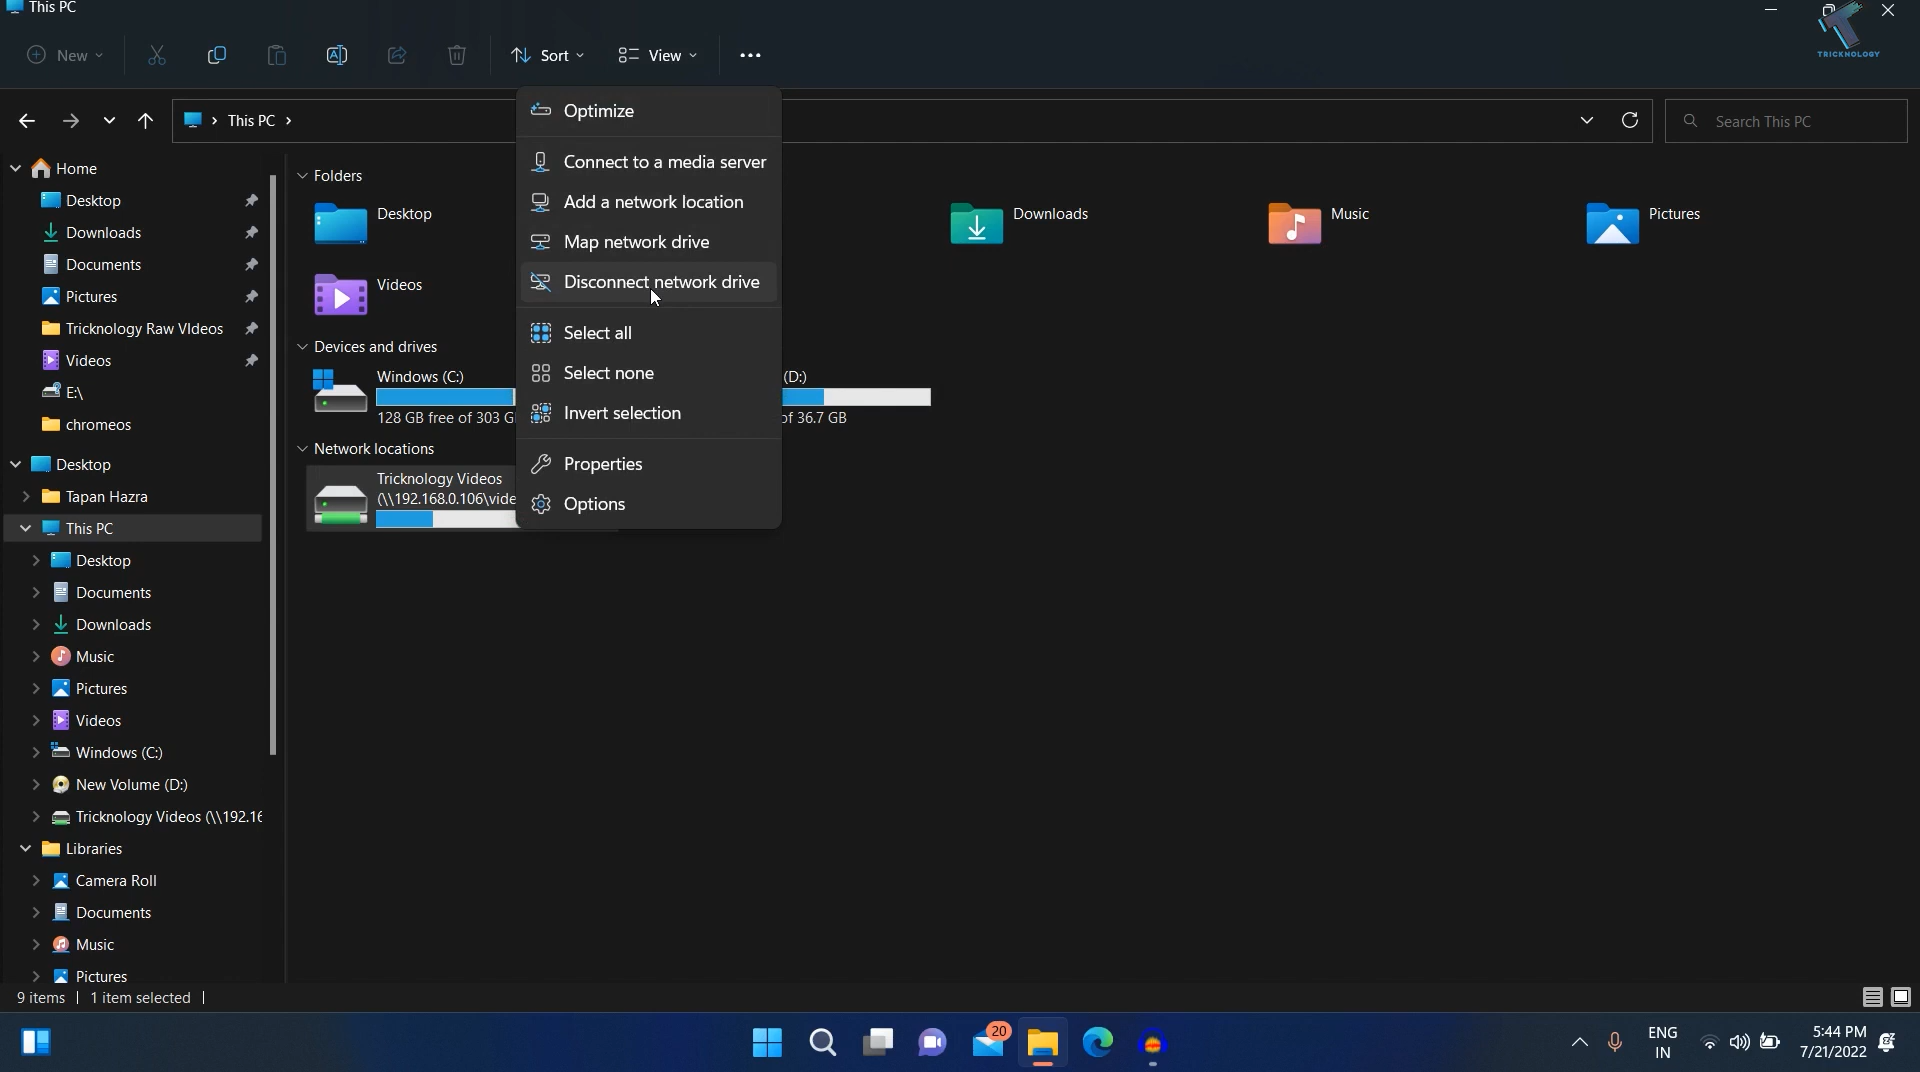 This PC
TRICKNOLOGY
New
Sort
View
This PC
Search This PC
Optimize
Connect to a media server
Add a network location
Map network drive
Disconnect network drive
Select all
Select none
Invert selection
Properties
Options
Home
Desktop
Downloads
Documents
Pictures
Tricknology Raw VIdeos
Videos
E:\
chromeos
Desktop
Tapan Hazra
This PC
Desktop
Documents
Downloads
Music
Pictures
Videos
Windows (C:)
New Volume (D:)
Tricknology Videos (\\192.16
Libraries
Camera Roll
Documents
Music
Pictures
Folders
Desktop
Downloads
Music
Pictures
Videos
Devices and drives
Windows (C:)
128 GB free of 303 G
(D:)
of 36.7 GB
Network locations
Tricknology Videos
(\\192.168.0.106\vide
9 items
1 item selected
20
ENG
IN
5:44 PM
7/21/2022